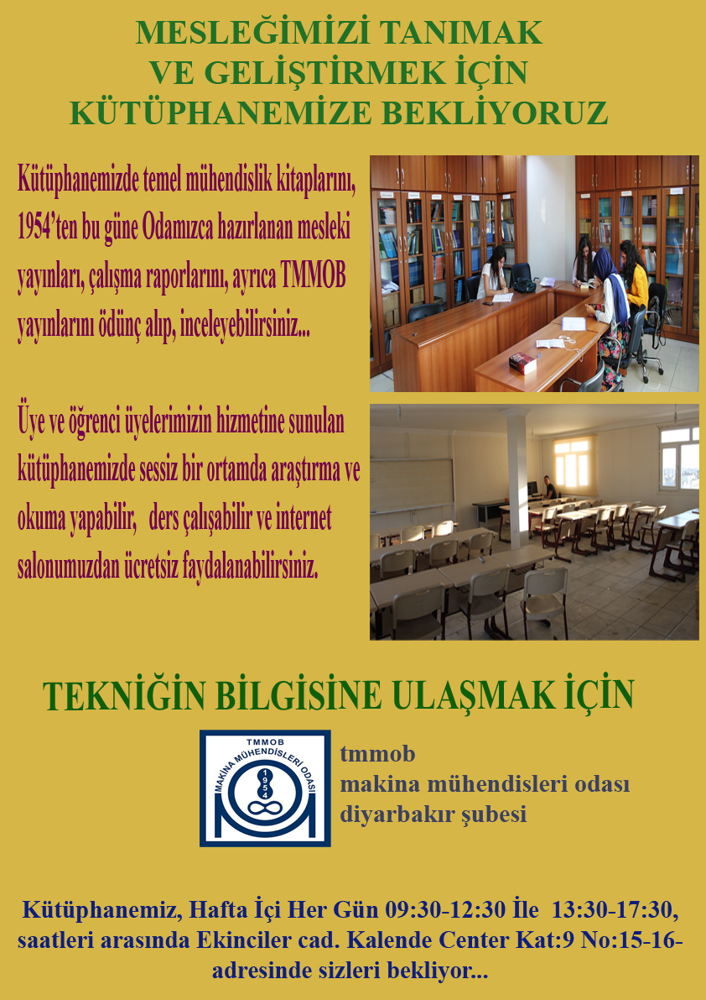 MESLEĞİMİZİ TANIMAK
VE GELİŞTİRMEK İÇİN
KÜTÜPHANEMİZE BEKLİYORUZ
Kütüphanemizde temel mühendislik kitaplarını,
1954’ten bu güne Odamızca hazırlanan mesleki
yayınları, çalışma raporlarını, ayrıca TMMOB
yayınlarını ödünç alıp, inceleyebilirsiniz...
Üye ve öğrenci üyelerimizin hizmetine sunulan
kütüphanemizde sessiz bir ortamda araştırma ve
okuma yapabilir, ders çalışabilir ve internet
salonumuzdan ücretsiz faydalanabilirsiniz.
TEKNİĞİN BİLGİSİNE ULAŞMAK İÇİN
TMMOB
MAKİNA MÜHENDİSLERİ ODASI
1954
tmmob
makina mühendisleri odası
diyarbakır şubesi
Kütüphanemiz, Hafta İçi Her Gün 09:30-12:30 İle 13:30-17:30,
saatleri arasında Ekinciler cad. Kalende Center Kat:9 No:15-16-
adresinde sizleri bekliyor...